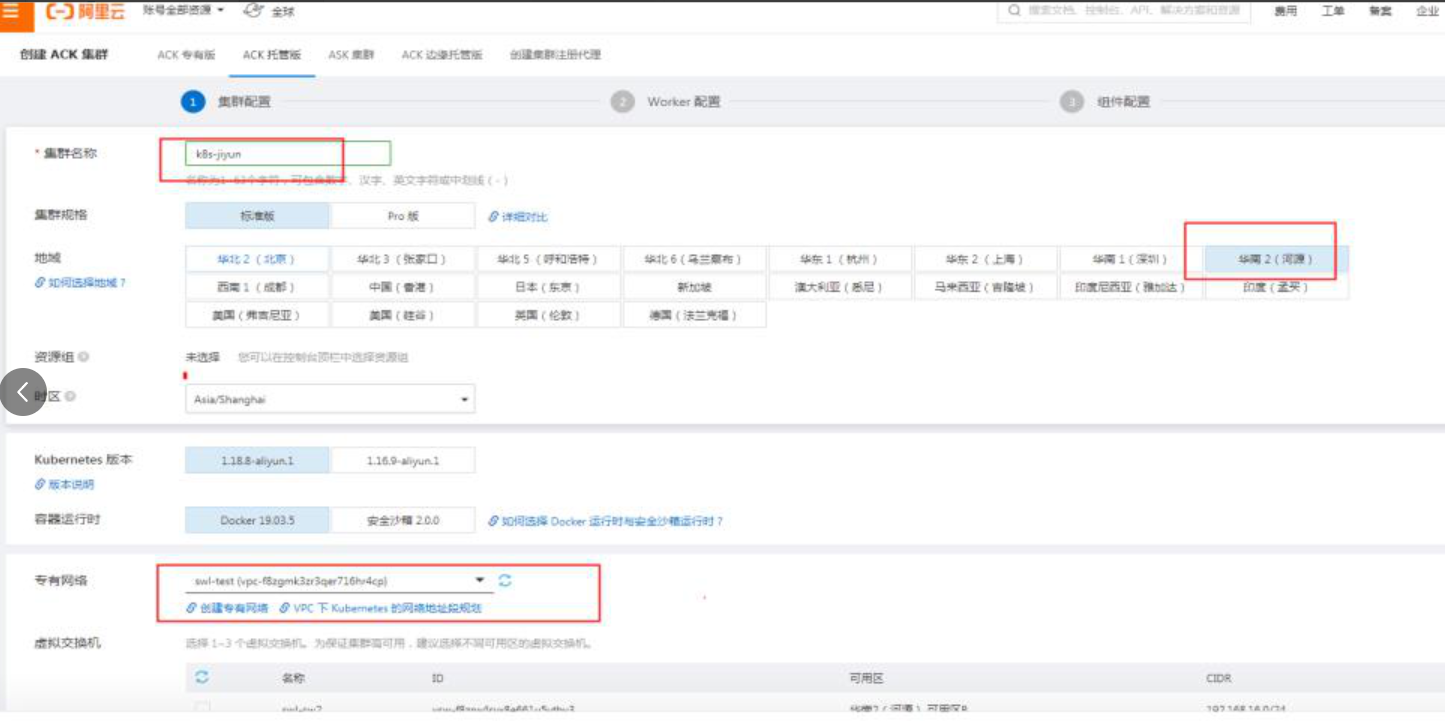 阿里云 账号全部资源 全球 搜索文档、控制台、API、解决方案和资源 费用 工单 备案 企业
创建 ACK 集群 ACK 专有版 ACK 托管版 ASK 集群 ACK 边缘托管版 创建集群注册代理
1 集群配置 2 Worker 配置 3 组件配置
* 集群名称 k8s-jiyun
名称为1-63个字符，可包含数字、汉字、英文字符或中划线（-）
集群规格 标准版 Pro 版 详细对比
地域 华北 2（北京） 华北 3（张家口） 华北 5（呼和浩特） 华北 6（乌兰察布） 华东 1（杭州） 华东 2（上海） 华南 1（深圳） 华南 2（河源）
如何选择地域？ 西南 1（成都） 中国（香港） 日本（东京） 新加坡 澳大利亚（悉尼） 马来西亚（吉隆坡） 印度尼西亚（雅加达） 印度（孟买）
美国（弗吉尼亚） 美国（硅谷） 英国（伦敦） 德国（法兰克福）
资源组 未选择 您可以在控制台顶栏中选择资源组
时区 Asia/Shanghai
Kubernetes 版本 1.18.8-aliyun.1 1.16.9-aliyun.1
版本说明
容器运行时 Docker 19.03.5 安全沙箱 2.0.0 如何选择 Docker 运行时与安全沙箱运行时？
专有网络 swl-test (vpc-f8zgmk3zr3qer716hr4cp)
创建专有网络 VPC 下 Kubernetes 的网络地址段规划
虚拟交换机 选择 1~3 个虚拟交换机。为保证集群高可用，建议选择不同可用区的虚拟交换机。
名称 ID 可用区 CIDR
华南2（河源）可用区B 192.168.16.0/24